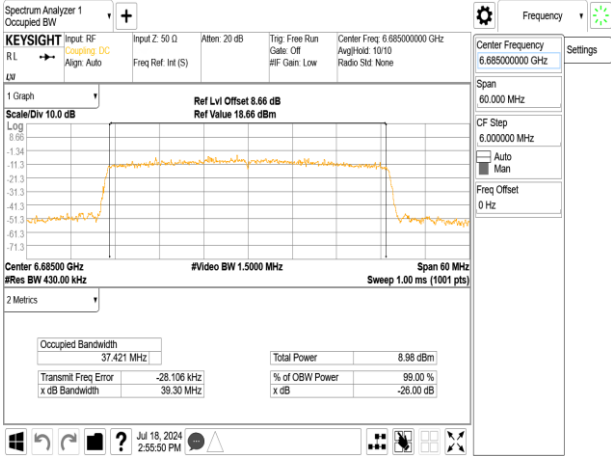 Spectrum Analyzer 1
Occupied BW
+
Frequency
KEYSIGHT
RL
LXI
Input: RF
Coupling: DC
Align: Auto
Input Z: 50 Ω
Freq Ref: Int (S)
Atten: 20 dB
Trig: Free Run
Gate: Off
#IF Gain: Low
Center Freq: 6.685000000 GHz
Avg|Hold: 10/10
Radio Std: None
Center Frequency
6.685000000 GHz
Settings
Span
60.000 MHz
CF Step
6.000000 MHz
Auto
Man
Freq Offset
0 Hz
1 Graph
Scale/Div 10.0 dB
Ref Lvl Offset 8.66 dB
Ref Value 18.66 dBm
Log
8.66
-1.34
-11.3
-21.3
-31.3
-41.3
-51.3
-61.3
-71.3
Center 6.68500 GHz
#Video BW 1.5000 MHz
Span 60 MHz
#Res BW 430.00 kHz
Sweep 1.00 ms (1001 pts)
2 Metrics
Occupied Bandwidth
37.421 MHz
Total Power 8.98 dBm
Transmit Freq Error -28.106 kHz
% of OBW Power 99.00 %
x dB Bandwidth 39.30 MHz
x dB -26.00 dB
?
Jul 18, 2024
2:55:50 PM